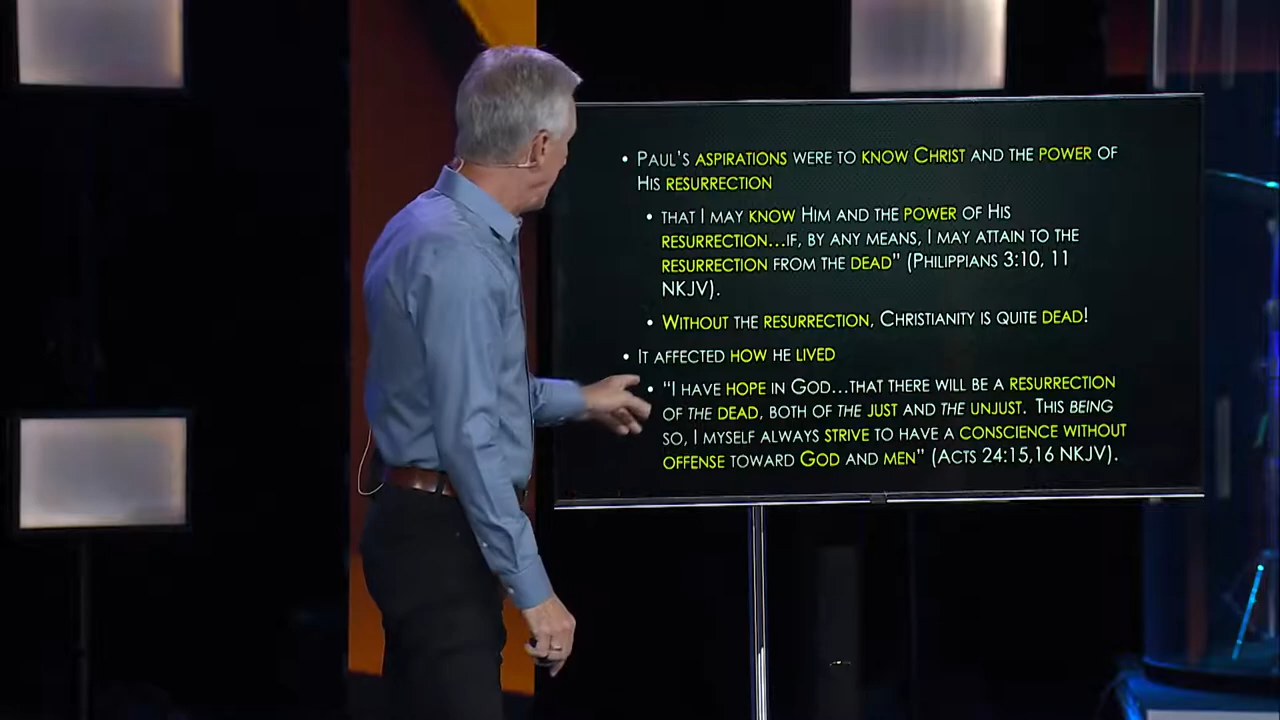 • Paul's aspirations were to know Christ and the power of
His resurrection
• that I may know Him and the power of His
resurrection…if, by any means, I may attain to the
resurrection from the dead" (Philippians 3:10, 11
NKJV).
• Without the resurrection, Christianity is quite dead!
• It affected how he lived
• "I have hope in God…that there will be a resurrection
of the dead, both of the just and the unjust. This being
so, I myself always strive to have a conscience without
offense toward God and men" (Acts 24:15,16 NKJV).